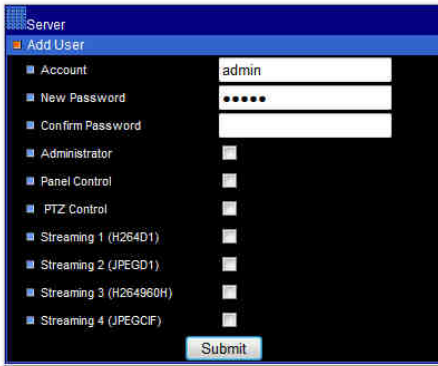 Server
Add User
Account admin
New Password •••••
Confirm Password
Administrator
Panel Control
PTZ Control
Streaming 1 (H264D1)
Streaming 2 (JPEGD1)
Streaming 3 (H264960H)
Streaming 4 (JPEGCIF)
Submit